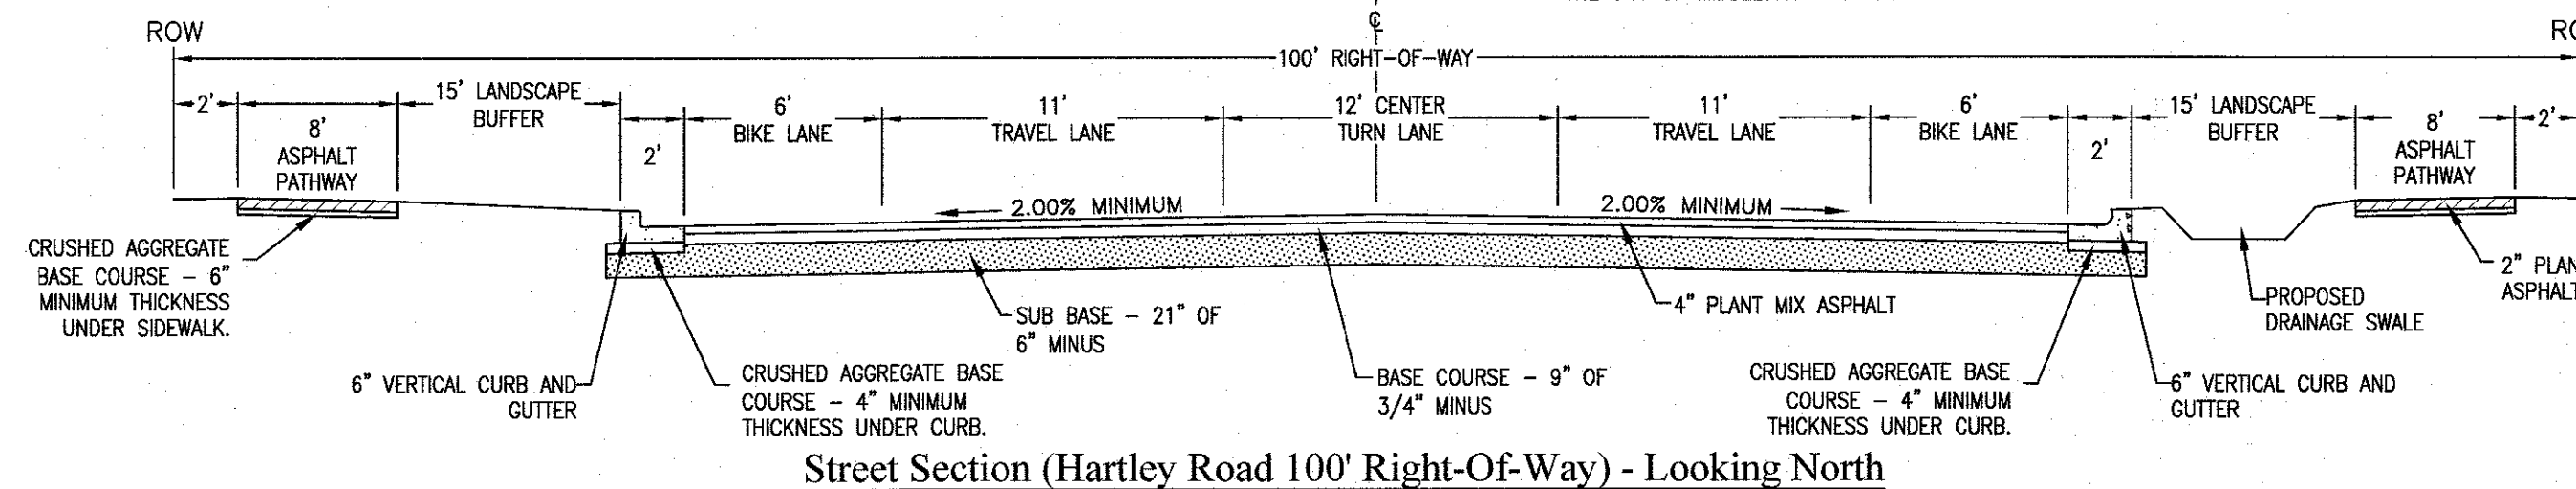 ROW
℄
100' RIGHT-OF-WAY
2'
8'
ASPHALT
PATHWAY
15' LANDSCAPE
BUFFER
2'
6'
BIKE LANE
11'
TRAVEL LANE
12' CENTER
TURN LANE
11'
TRAVEL LANE
6'
BIKE LANE
2'
15' LANDSCAPE
BUFFER
8'
ASPHALT
PATHWAY
2'
2.00% MINIMUM
2.00% MINIMUM
CRUSHED AGGREGATE
BASE COURSE – 6"
MINIMUM THICKNESS
UNDER SIDEWALK.
6" VERTICAL CURB AND
GUTTER
CRUSHED AGGREGATE BASE
COURSE – 4" MINIMUM
THICKNESS UNDER CURB.
SUB BASE – 21" OF
6" MINUS
BASE COURSE – 9" OF
3/4" MINUS
4" PLANT MIX ASPHALT
CRUSHED AGGREGATE BASE
COURSE – 4" MINIMUM
THICKNESS UNDER CURB.
6" VERTICAL CURB AND
GUTTER
PROPOSED
DRAINAGE SWALE
2" PLAN
ASPHALT
Street Section (Hartley Road 100' Right-Of-Way) - Looking North